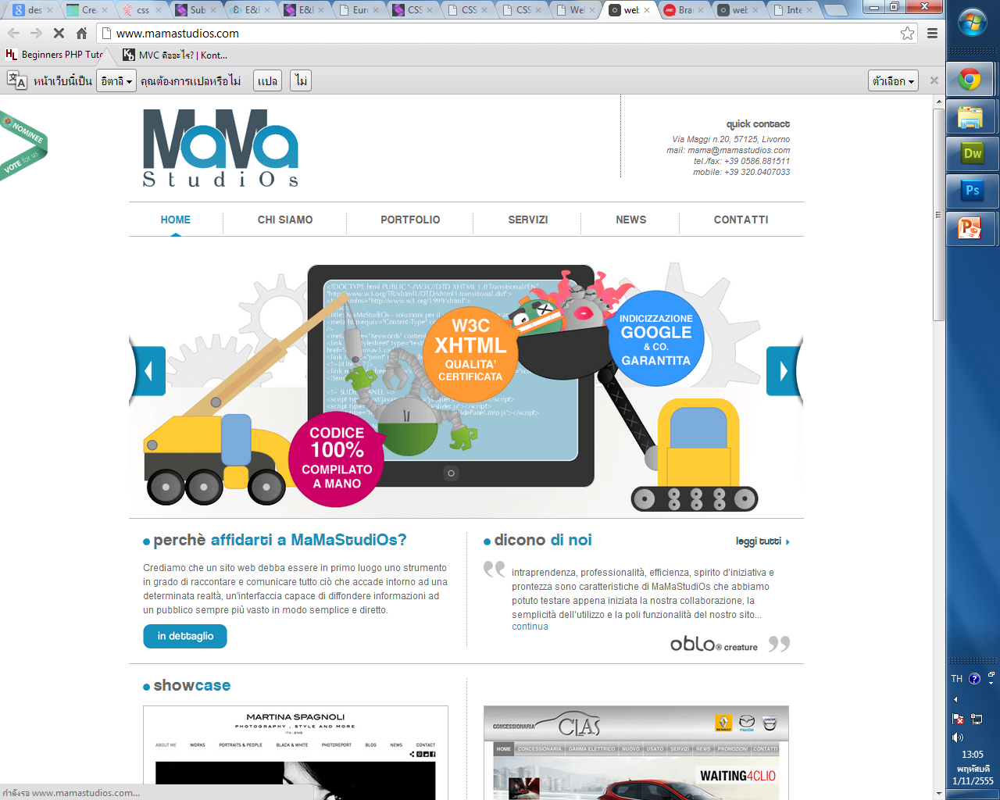 des
Cre
css
Sub
E&I
E&I
Eur
CSS
CSS
CSS
Wel
wel
Bra
wel
Inte
www.mamastudios.com
Beginners PHP Tuto
MVC คืออะไร? | Kont...
หน้าเว็บนี้เป็น อิตาลี คุณต้องการแปลหรือไม่ แปล ไม่ ตัวเลือก
NOMINEE
VOTE for us
MaMa
StudiOs
quick contact
Via Maggi n.20, 57125, Livorno
mail: mama@mamastudios.com
tel./fax: +39 0586.881511
mobile: +39 320.0407033
HOME CHI SIAMO PORTFOLIO SERVIZI NEWS CONTATTI
W3C
XHTML
QUALITA'
CERTIFICATA
INDICIZZAZIONE
GOOGLE
& CO.
GARANTITA
CODICE
100%
COMPILATO
A MANO
perchè affidarti a MaMaStudiOs?
Crediamo che un sito web debba essere in primo luogo uno strumento
in grado di raccontare e comunicare tutto ciò che accade intorno ad una
determinata realtà, un'interfaccia capace di diffondere informazioni ad
un pubblico sempre più vasto in modo semplice e diretto.
in dettaglio
dicono di noi
leggi tutti
intraprendenza, professionalità, efficienza, spirito d'iniziativa e
prontezza sono caratteristiche di MaMaStudiOs che abbiamo
potuto testare appena iniziata la nostra collaborazione, la
semplicità dell'utilizzo e la poli funzionalità del nostro sito...
continua
oblo® creature
showcase
MARTINA SPAGNOLI
PHOTOGRAPHY , STYLE AND MORE
ITA - ENG
ABOUT ME WORKS PORTRAITS & PEOPLE BLACK & WHITE PHOTOREPORT BLOG NEWS CONTACT
CONCESSIONARIA CLAS
RENAULT mazda DACIA
HOME CONCESSIONARIA GAMMA ELETTRICO NUOVO USATO SERVIZI NEWS PROMOZIONI CONTATTI
WAITING4CLIO
กำลังรอ www.mamastudios.com...
Dw
Ps
TH
13:05
พฤหัสบดี
1/11/2555